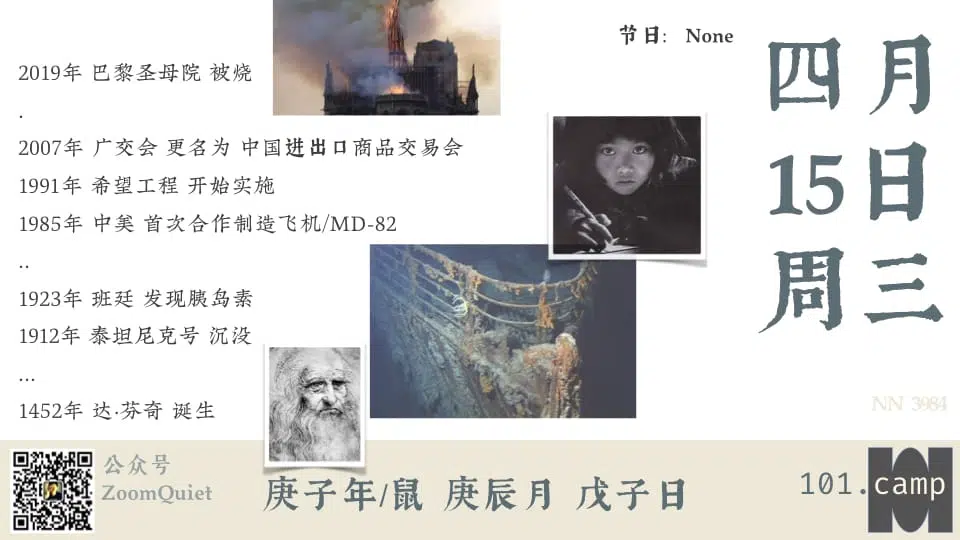 节日: None
四月
15日
周三
2019年 巴黎圣母院 被烧
.
2007年 广交会 更名为 中国进出口商品交易会
1991年 希望工程 开始实施
1985年 中美 首次合作制造飞机/MD-82
..
1923年 班廷 发现胰岛素
1912年 泰坦尼克号 沉没
...
1452年 达·芬奇 诞生
NN 3984
公众号
ZoomQuiet
庚子年/鼠 庚辰月 戊子日
101.camp